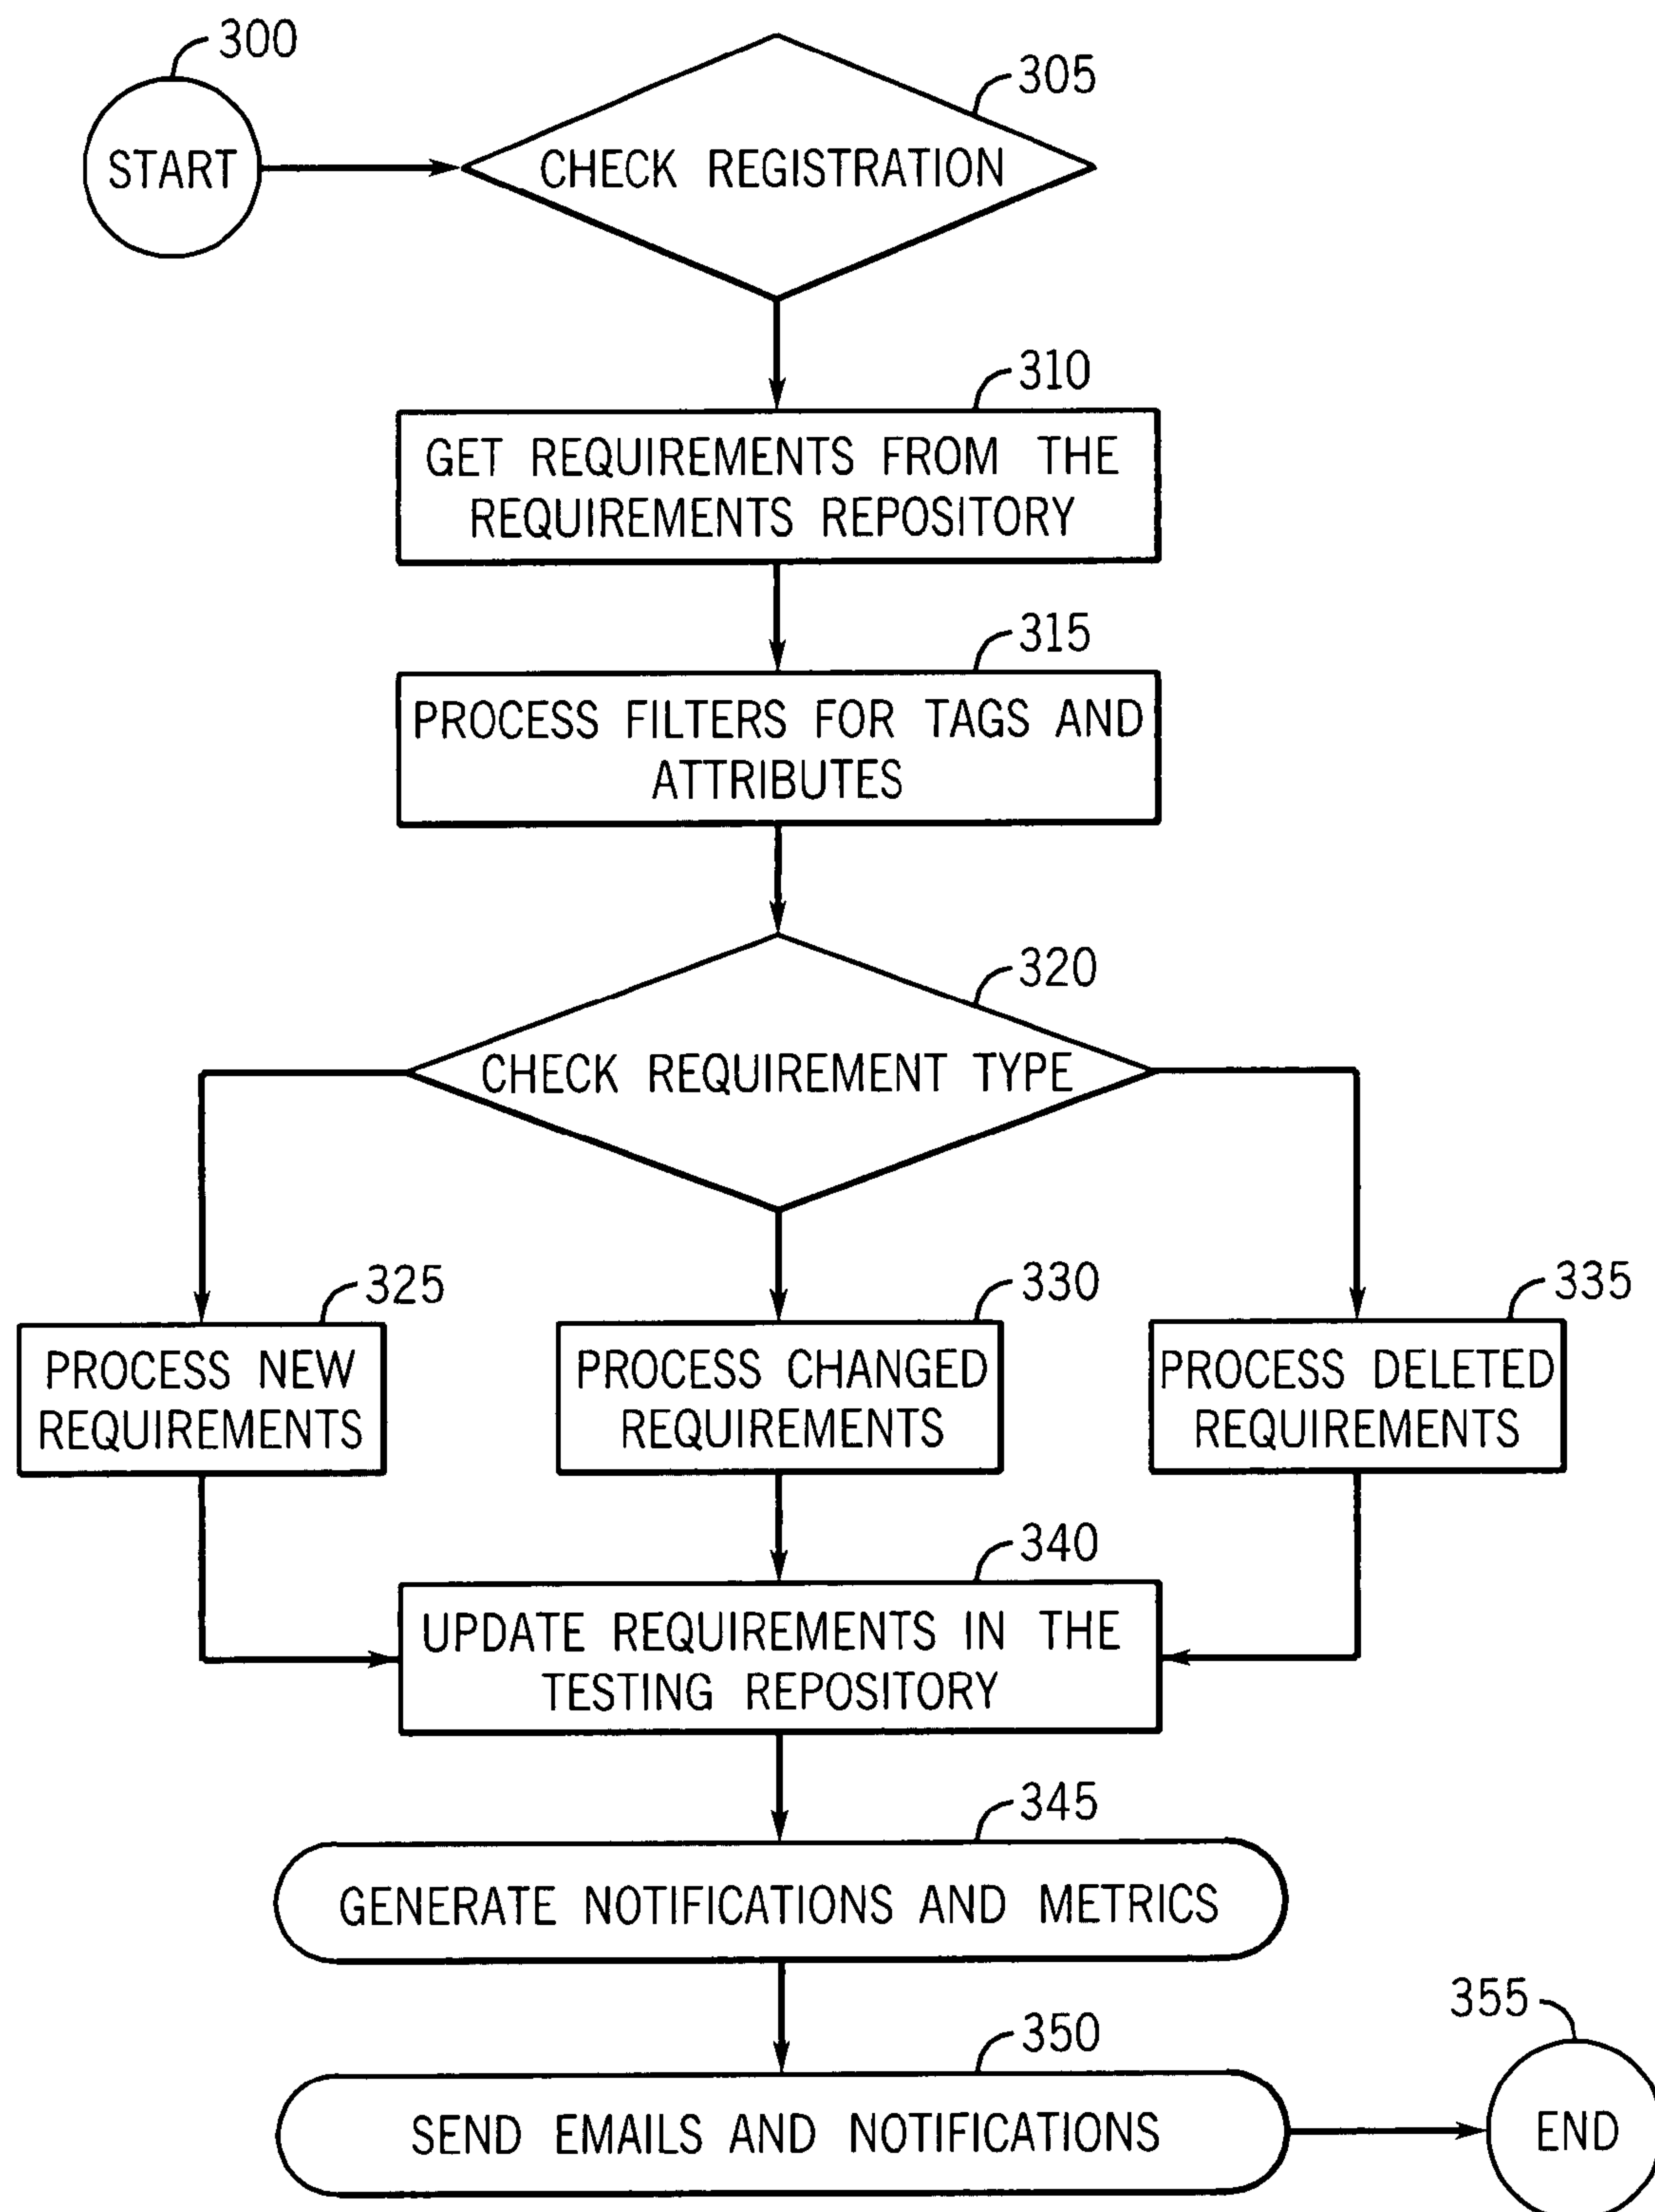 300
START
305
CHECK REGISTRATION
310
GET REQUIREMENTS FROM THE
REQUIREMENTS REPOSITORY
315
PROCESS FILTERS FOR TAGS AND
ATTRIBUTES
320
CHECK REQUIREMENT TYPE
325
PROCESS NEW
REQUIREMENTS
330
PROCESS CHANGED
REQUIREMENTS
335
PROCESS DELETED
REQUIREMENTS
340
UPDATE REQUIREMENTS IN THE
TESTING REPOSITORY
345
GENERATE NOTIFICATIONS AND METRICS
350
SEND EMAILS AND NOTIFICATIONS
355
END